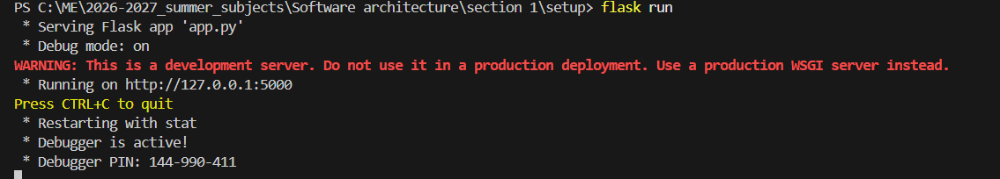 PS C:\ME\2026-2027_summer_subjects\Software architecture\section 1\setup> flask run
* Serving Flask app 'app.py'
* Debug mode: on
WARNING: This is a development server. Do not use it in a production deployment. Use a production WSGI server instead.
* Running on http://127.0.0.1:5000
Press CTRL+C to quit
* Restarting with stat
* Debugger is active!
* Debugger PIN: 144-990-411